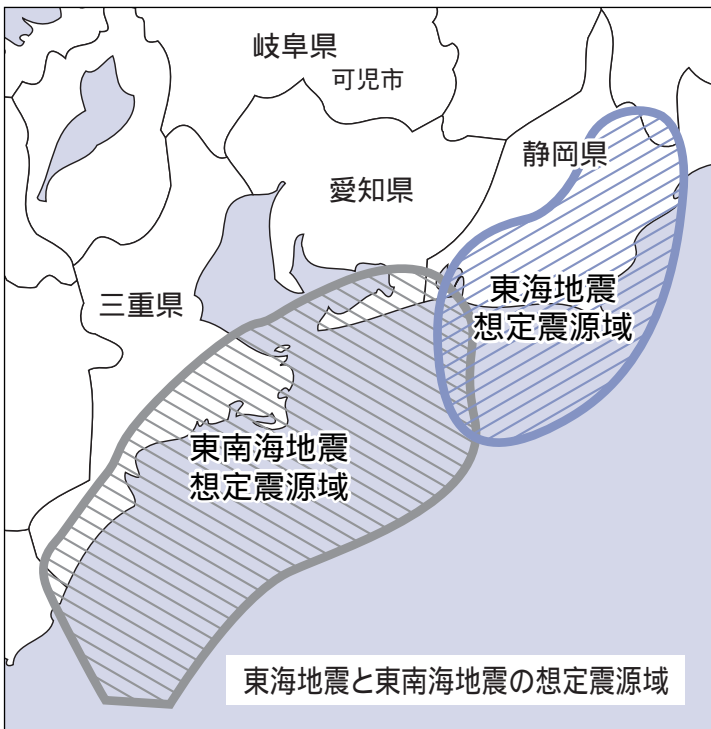 岐阜県
可児市
静岡県
愛知県
三重県
東海地震
想定震源域
東南海地震
想定震源域
東海地震と東南海地震の想定震源域